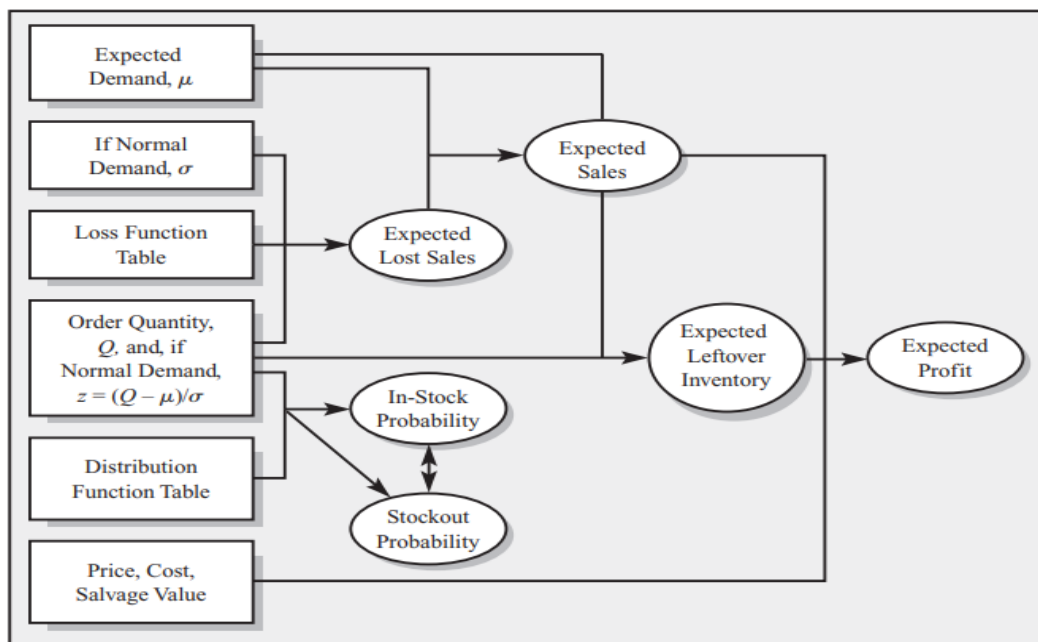 Expected
Demand, μ
If Normal
Demand, σ
Loss Function
Table
Order Quantity,
Q, and, if
Normal Demand,
z = (Q – μ)/σ
Distribution
Function Table
Price, Cost,
Salvage Value
Expected
Lost Sales
In-Stock
Probability
Stockout
Probability
Expected
Sales
Expected
Leftover
Inventory
Expected
Profit